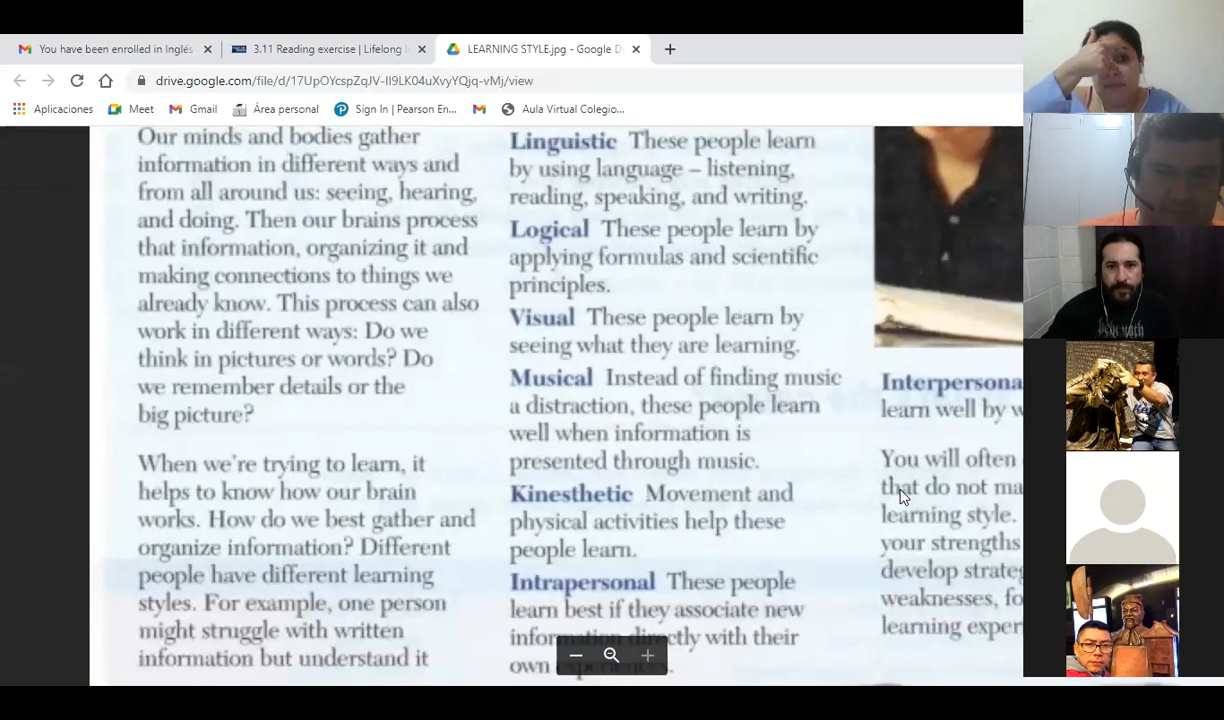 You have been enrolled in Inglés
3.11 Reading exercise | Lifelong l
LEARNING STYLE.jpg - Google D
drive.google.com/file/d/17UpOYcspZqJV-Il9LK04uXvyYQjq-vMj/view
Aplicaciones
Meet
Gmail
Área personal
Sign In | Pearson En...
Aula Virtual Colegio...
Our minds and bodies gather
information in different ways and
from all around us: seeing, hearing,
and doing. Then our brains process
that information, organizing it and
making connections to things we
already know. This process can also
work in different ways: Do we
think in pictures or words? Do
we remember details or the
big picture?
When we're trying to learn, it
helps to know how our brain
works. How do we best gather and
organize information? Different
people have different learning
styles. For example, one person
might struggle with written
information but understand it
Linguistic These people learn
by using language – listening,
reading, speaking, and writing.
Logical These people learn by
applying formulas and scientific
principles.
Visual These people learn by
seeing what they are learning.
Musical Instead of finding music
a distraction, these people learn
well when information is
presented through music.
Kinesthetic Movement and
physical activities help these
people learn.
Intrapersonal These people
learn best if they associate new
information directly with their
own experiences.
Interpersona
learn well by w
You will often
that do not ma
learning style.
your strengths
develop strate
weaknesses, fo
learning exper